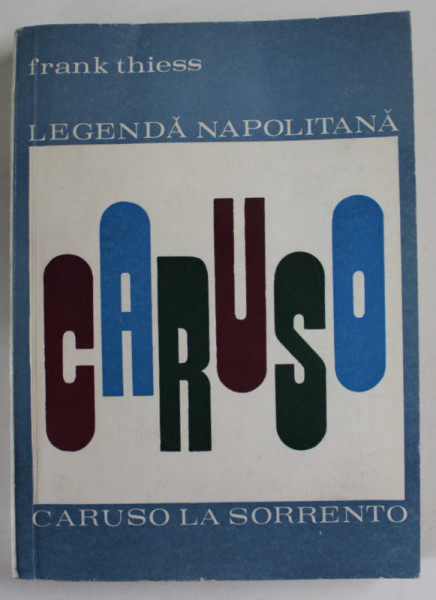 frank thiess
LEGENDĂ NAPOLITANĂ
CARUSO
CARUSO LA SORRENTO